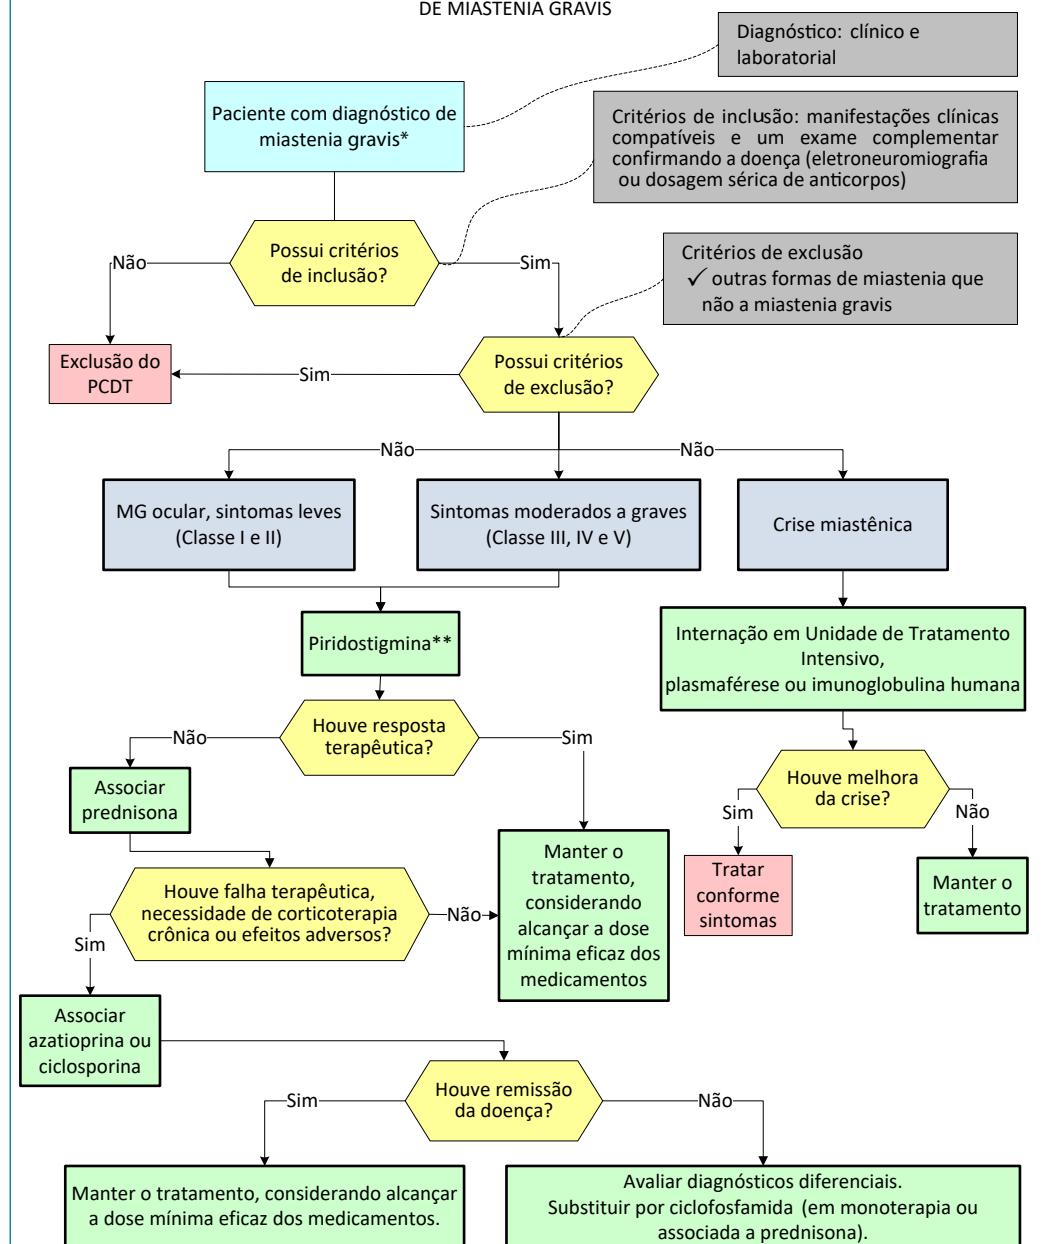 DE MIASTENIA GRAVIS
Diagnóstico: clínico e
laboratorial
Paciente com diagnóstico de
miastenia gravis*
Critérios de inclusão: manifestações clínicas
compatíveis e um exame complementar
confirmando a doença (eletroneuromiografia
ou dosagem sérica de anticorpos)
Possui critérios
de inclusão?
Não
Sim
Critérios de exclusão
✓ outras formas de miastenia que
não a miastenia gravis
Exclusão do
PCDT
Sim
Possui critérios
de exclusão?
Não
Não
MG ocular, sintomas leves
(Classe I e II)
Sintomas moderados a graves
(Classe III, IV e V)
Crise miastênica
Piridostigmina**
Internação em Unidade de Tratamento
Intensivo,
plasmaférese ou imunoglobulina humana
Houve resposta
terapêutica?
Não
Sim
Associar
prednisona
Houve melhora
da crise?
Sim
Não
Tratar
conforme
sintomas
Manter o
tratamento
Manter o
tratamento,
considerando
alcançar a dose
mínima eficaz dos
medicamentos
Houve falha terapêutica,
necessidade de corticoterapia
crônica ou efeitos adversos?
Não
Sim
Associar
azatioprina ou
ciclosporina
Houve remissão
da doença?
Sim
Não
Manter o tratamento, considerando alcançar
a dose mínima eficaz dos medicamentos.
Avaliar diagnósticos diferenciais.
Substituir por ciclofosfamida (em monoterapia ou
associada a prednisona).